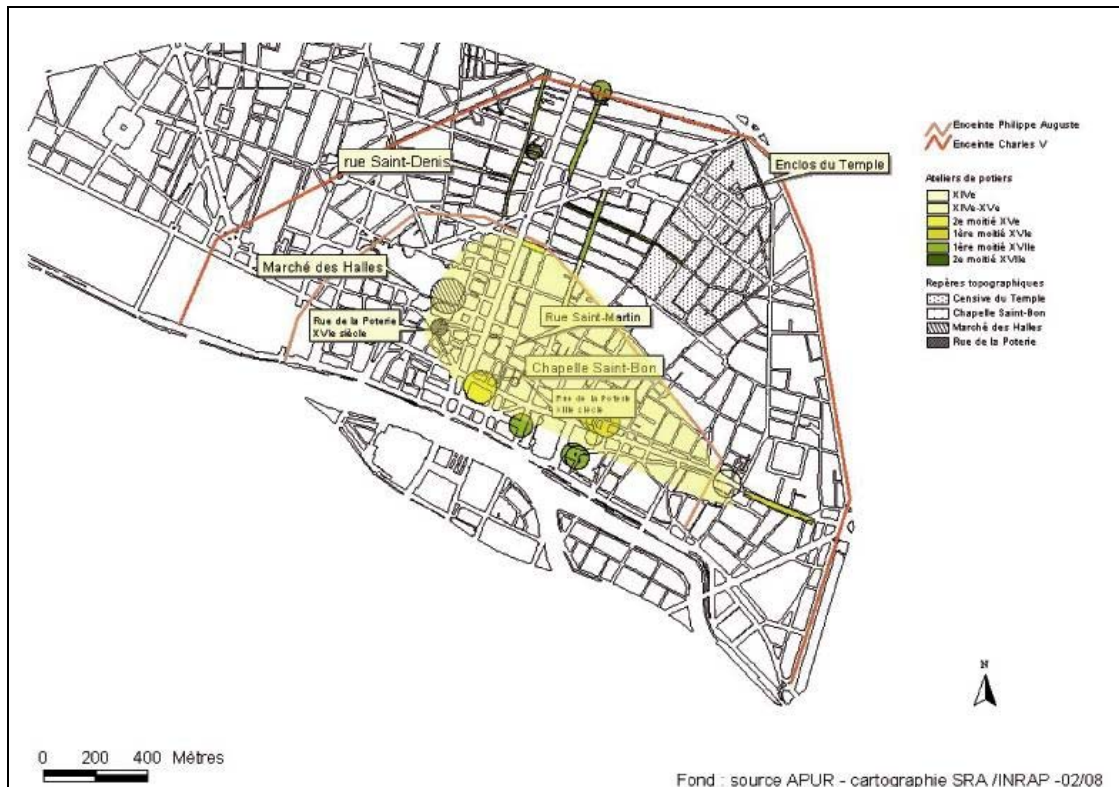 rue Saint-Denis
Enclos du Temple
Marché des Halles
Rue de la Poterie
XVIe siècle
Rue Saint-Martin
Chapelle Saint-Bon
Rue de la Poterie
XIIIe siècle
Enceinte Philippe Auguste
Enceinte Charles V
Ateliers de potiers
XIVe
XIVe-XVe
2e moitié XVe
1ère moitié XVIe
1ère moitié XVIIe
2e moitié XVIIe
Repères topographiques
Censive du Temple
Chapelle Saint-Bon
Marché des Halles
Rue de la Poterie
N
0 200 400 Mètres
Fond : source APUR - cartographie SRA /INRAP -02/08